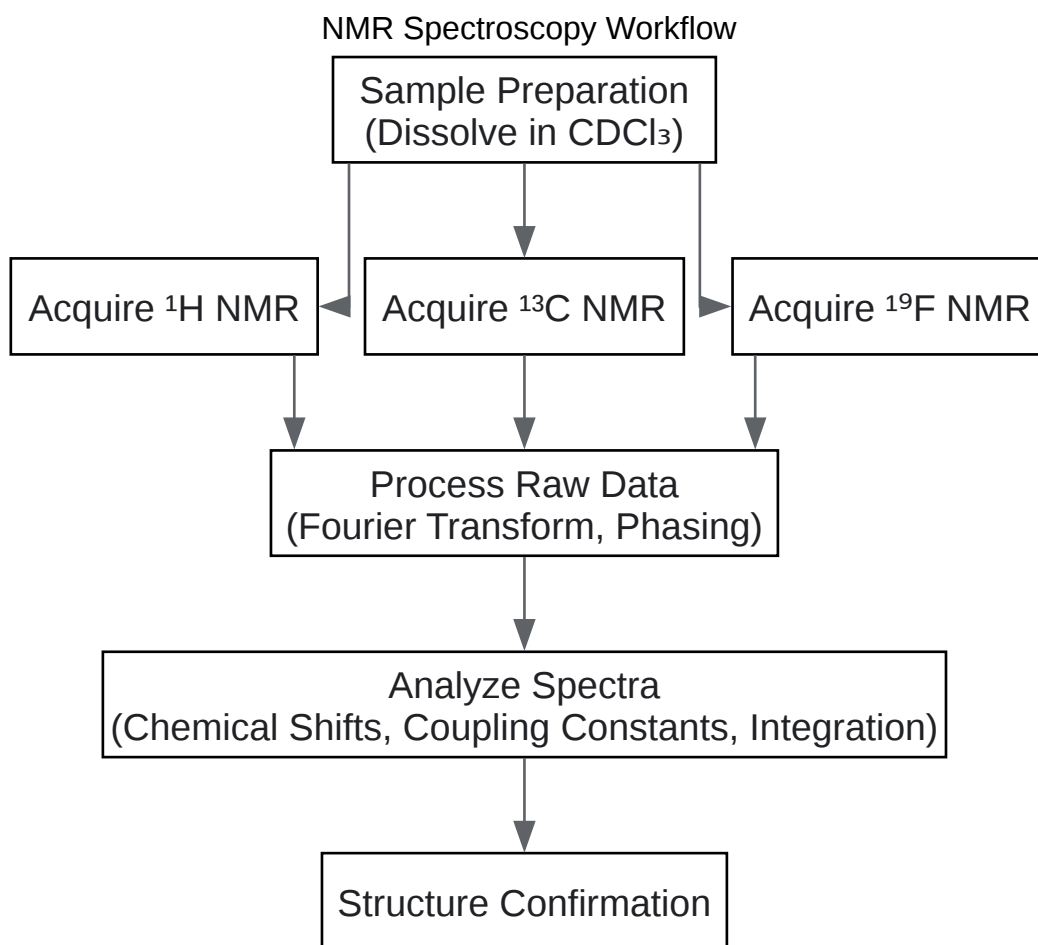 NMR Spectroscopy Workflow
Sample Preparation
(Dissolve in CDCl₃)
Acquire ¹H NMR
Acquire ¹³C NMR
Acquire ¹⁹F NMR
Process Raw Data
(Fourier Transform, Phasing)
Analyze Spectra
(Chemical Shifts, Coupling Constants, Integration)
Structure Confirmation